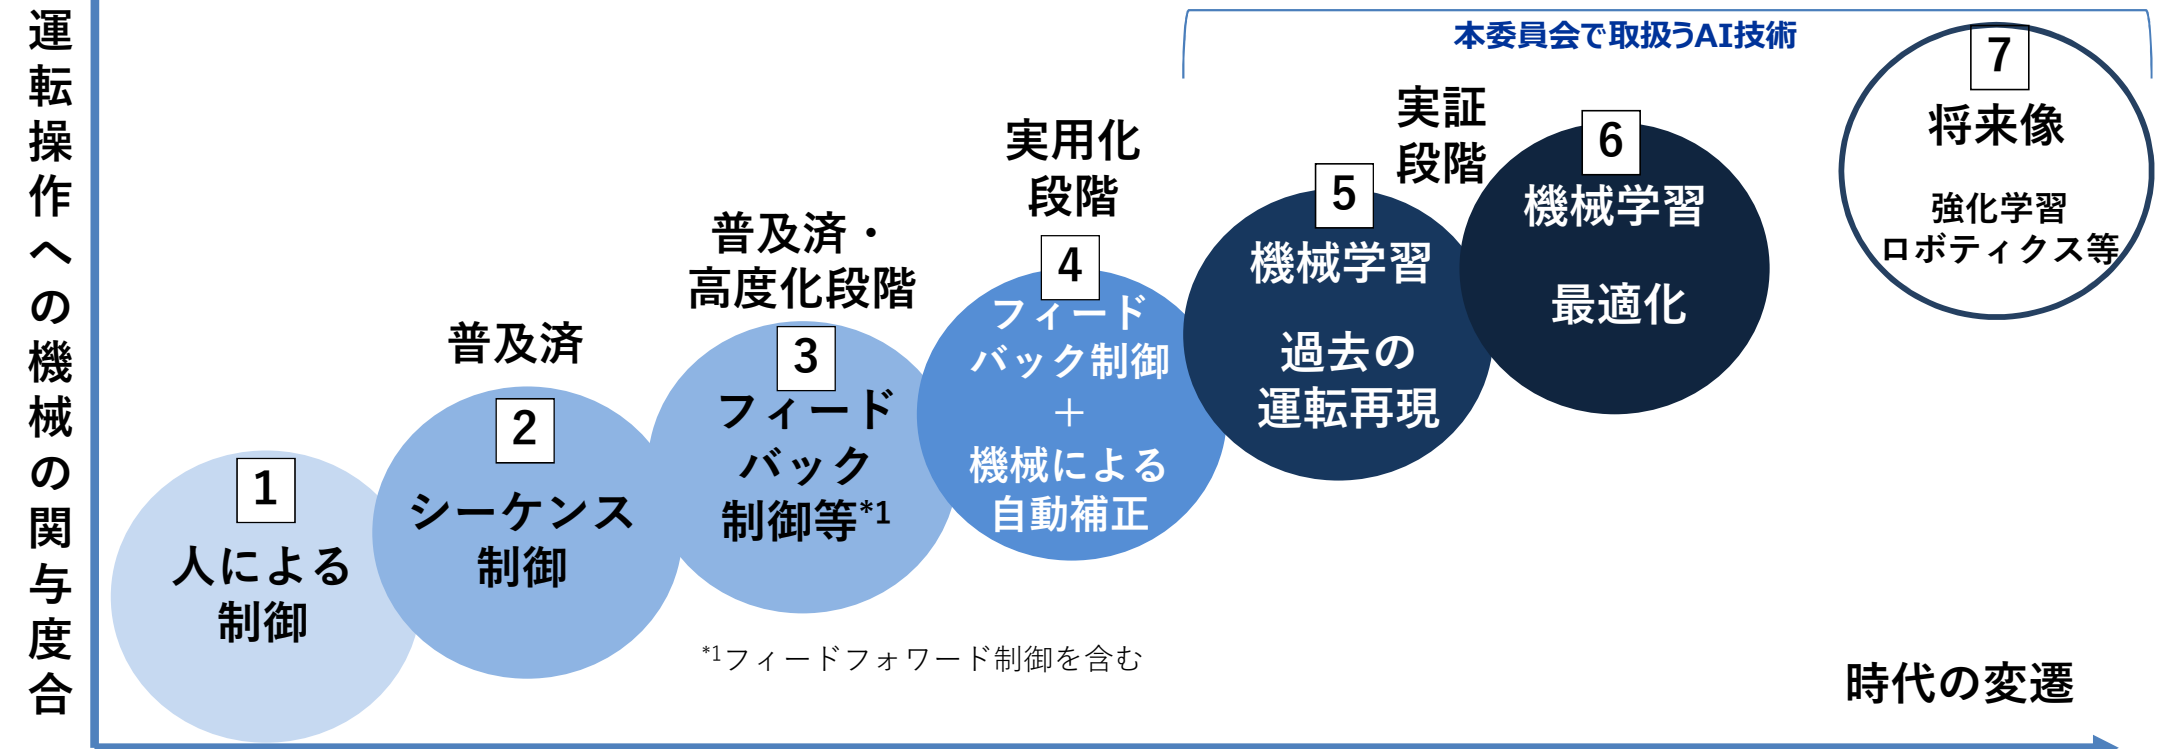 運転操作への機械の関与度合
本委員会で取扱うAI技術
1
人による
制御
普及済
2
シーケンス
制御
普及済・
高度化段階
3
フィード
バック
制御等*1
実用化
段階
4
フィード
バック制御
＋
機械による
自動補正
実証
段階
5
機械学習
過去の
運転再現
6
機械学習
最適化
7
将来像
強化学習
ロボティクス等
*1フィードフォワード制御を含む
時代の変遷